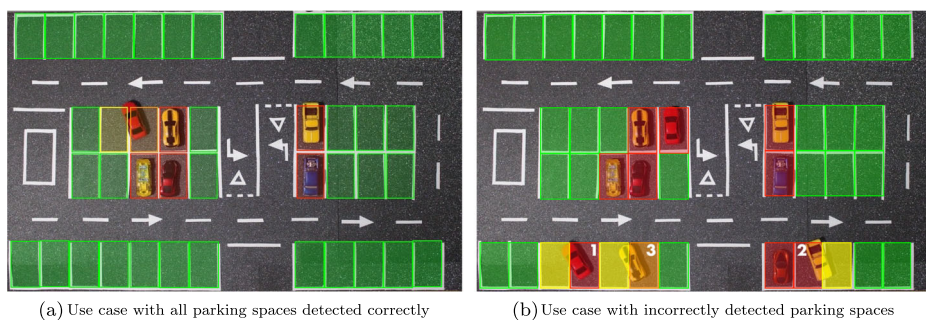 1
3
2
(a) Use case with all parking spaces detected correctly
(b) Use case with incorrectly detected parking spaces